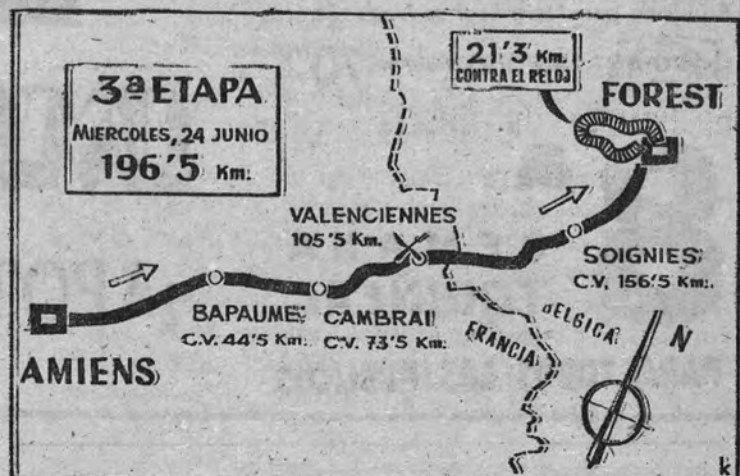 3ª ETAPA
MIERCOLES, 24 JUNIO
196'5 Km.
21'3 Km.
CONTRA EL RELOJ
FOREST
VALENCIENNES
105'5 Km.
SOIGNIES
C.V. 156'5 Km.
BAPAUME
C.V. 44'5 Km.
CAMBRAI
C.V. 73'5 Km.
AMIENS
FRANCIA
BELGICA
N
k